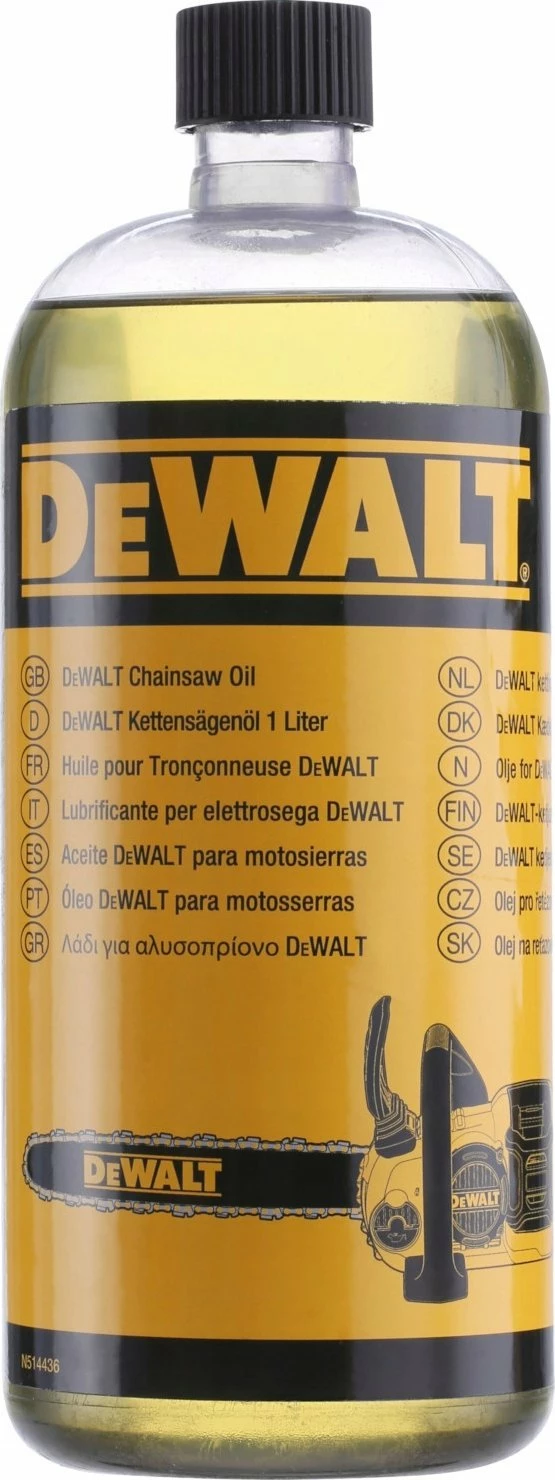 DEWALT®
GB DEWALT Chainsaw Oil
D DEWALT Kettensägenöl 1 Liter
FR Huile pour Tronçonneuse DEWALT
IT Lubrificante per elettrosega DEWALT
ES Aceite DEWALT para motosierras
PT Óleo DEWALT para motosserras
GR Λάδι για αλυσοπρίονο DEWALT
NL DEWALT
DK DEWALT
N Olje for
FIN DEWALT
SE DEWALT
CZ Olej pro
SK Olej na
DEWALT
DEWALT
N514436